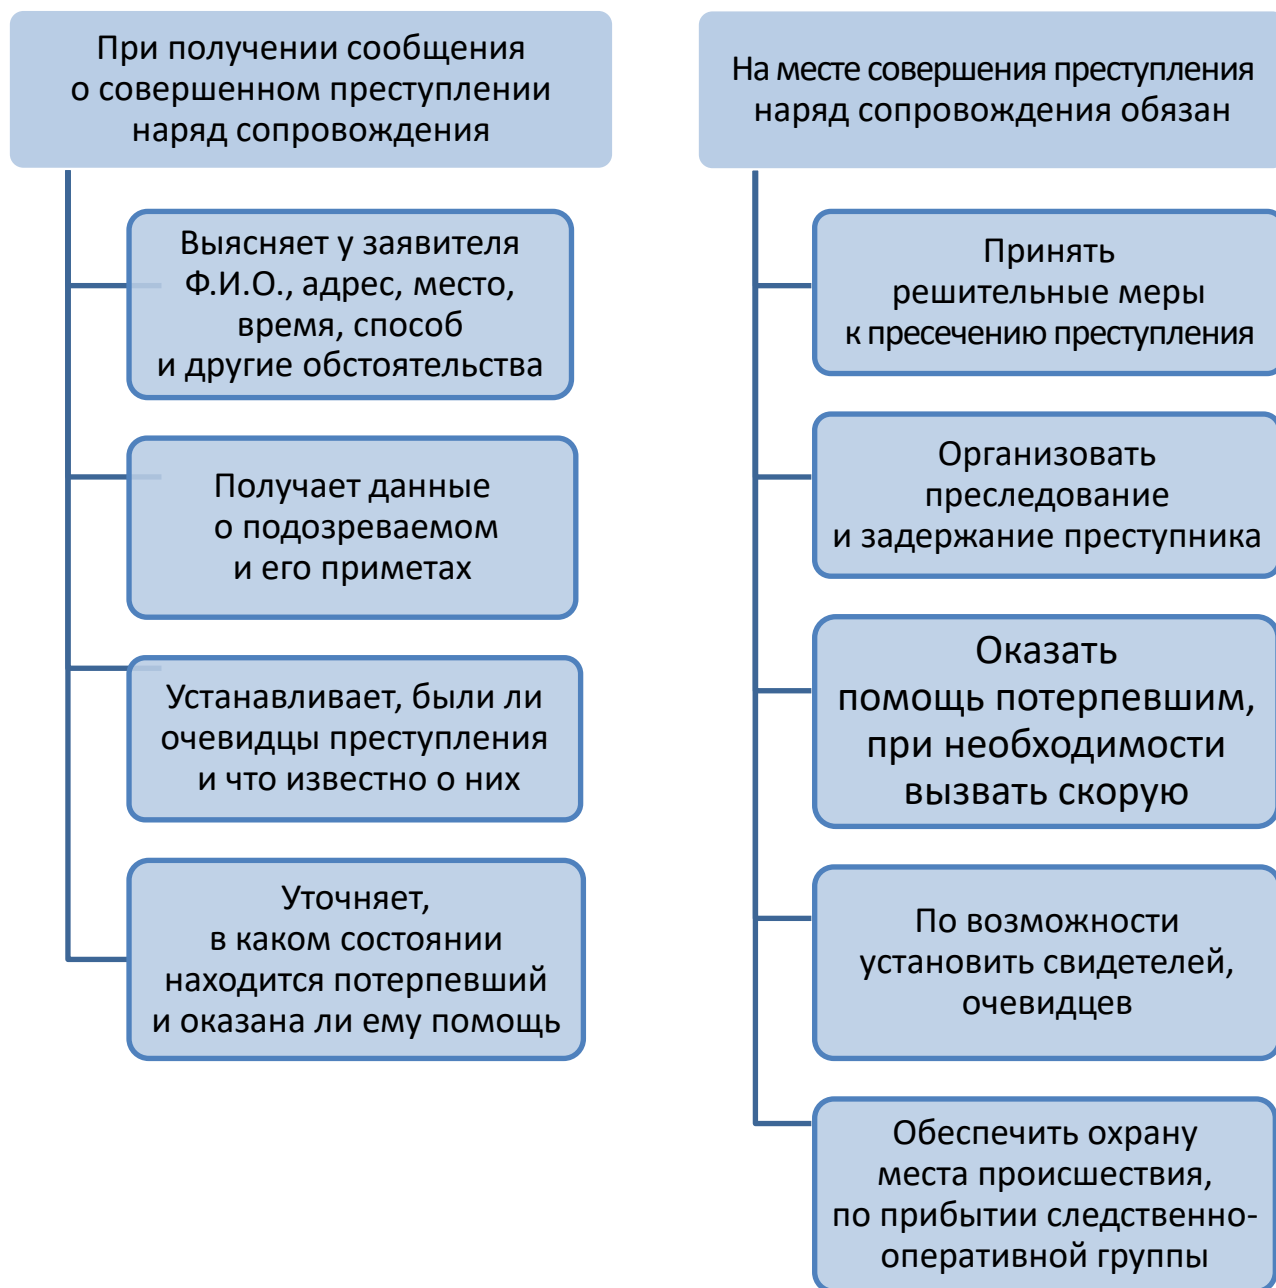 При получении сообщения
о совершенном преступлении
наряд сопровождения
Выясняет у заявителя
Ф.И.О., адрес, место,
время, способ
и другие обстоятельства
Получает данные
о подозреваемом
и его приметах
Устанавливает, были ли
очевидцы преступления
и что известно о них
Уточняет,
в каком состоянии
находится потерпевший
и оказана ли ему помощь
На месте совершения преступления
наряд сопровождения обязан
Принять
решительные меры
к пресечению преступления
Организовать
преследование
и задержание преступника
Оказать
помощь потерпевшим,
при необходимости
вызвать скорую
По возможности
установить свидетелей,
очевидцев
Обеспечить охрану
места происшествия,
по прибытии следственно-
оперативной группы